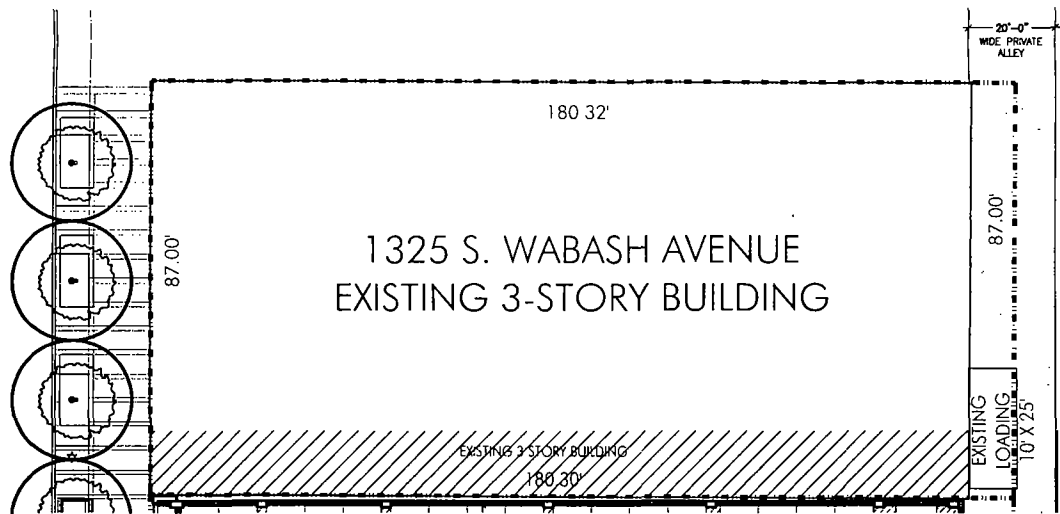 20'-0"
WIDE PRIVATE
ALLEY
180 32'
87.00'
87.00'
1325 S. WABASH AVENUE
EXISTING 3-STORY BUILDING
EXISTING
LOADING
10' X 25'
EXISTING 3-STORY BUILDING
180 30'